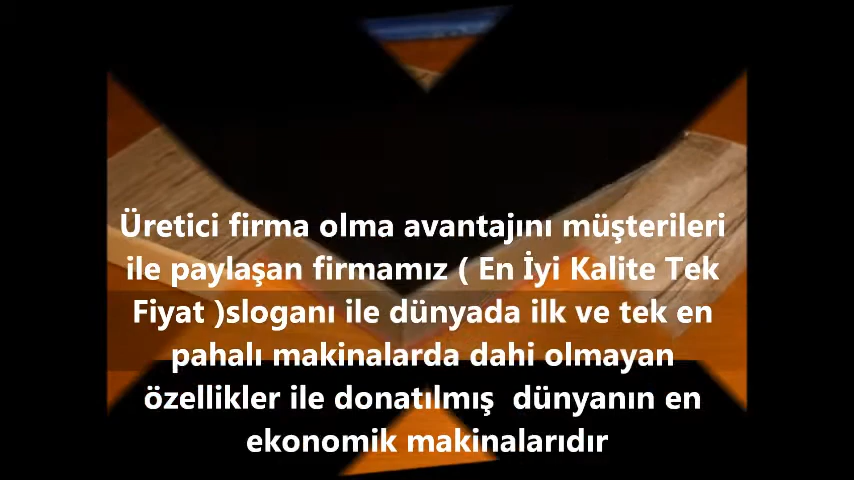 Üretici firma olma avantajını müşterileri
ile paylaşan firmamız ( En İyi Kalite Tek
Fiyat )sloganı ile dünyada ilk ve tek en
pahalı makinalarda dahi olmayan
özellikler ile donatılmış  dünyanın en
ekonomik makinalarıdır